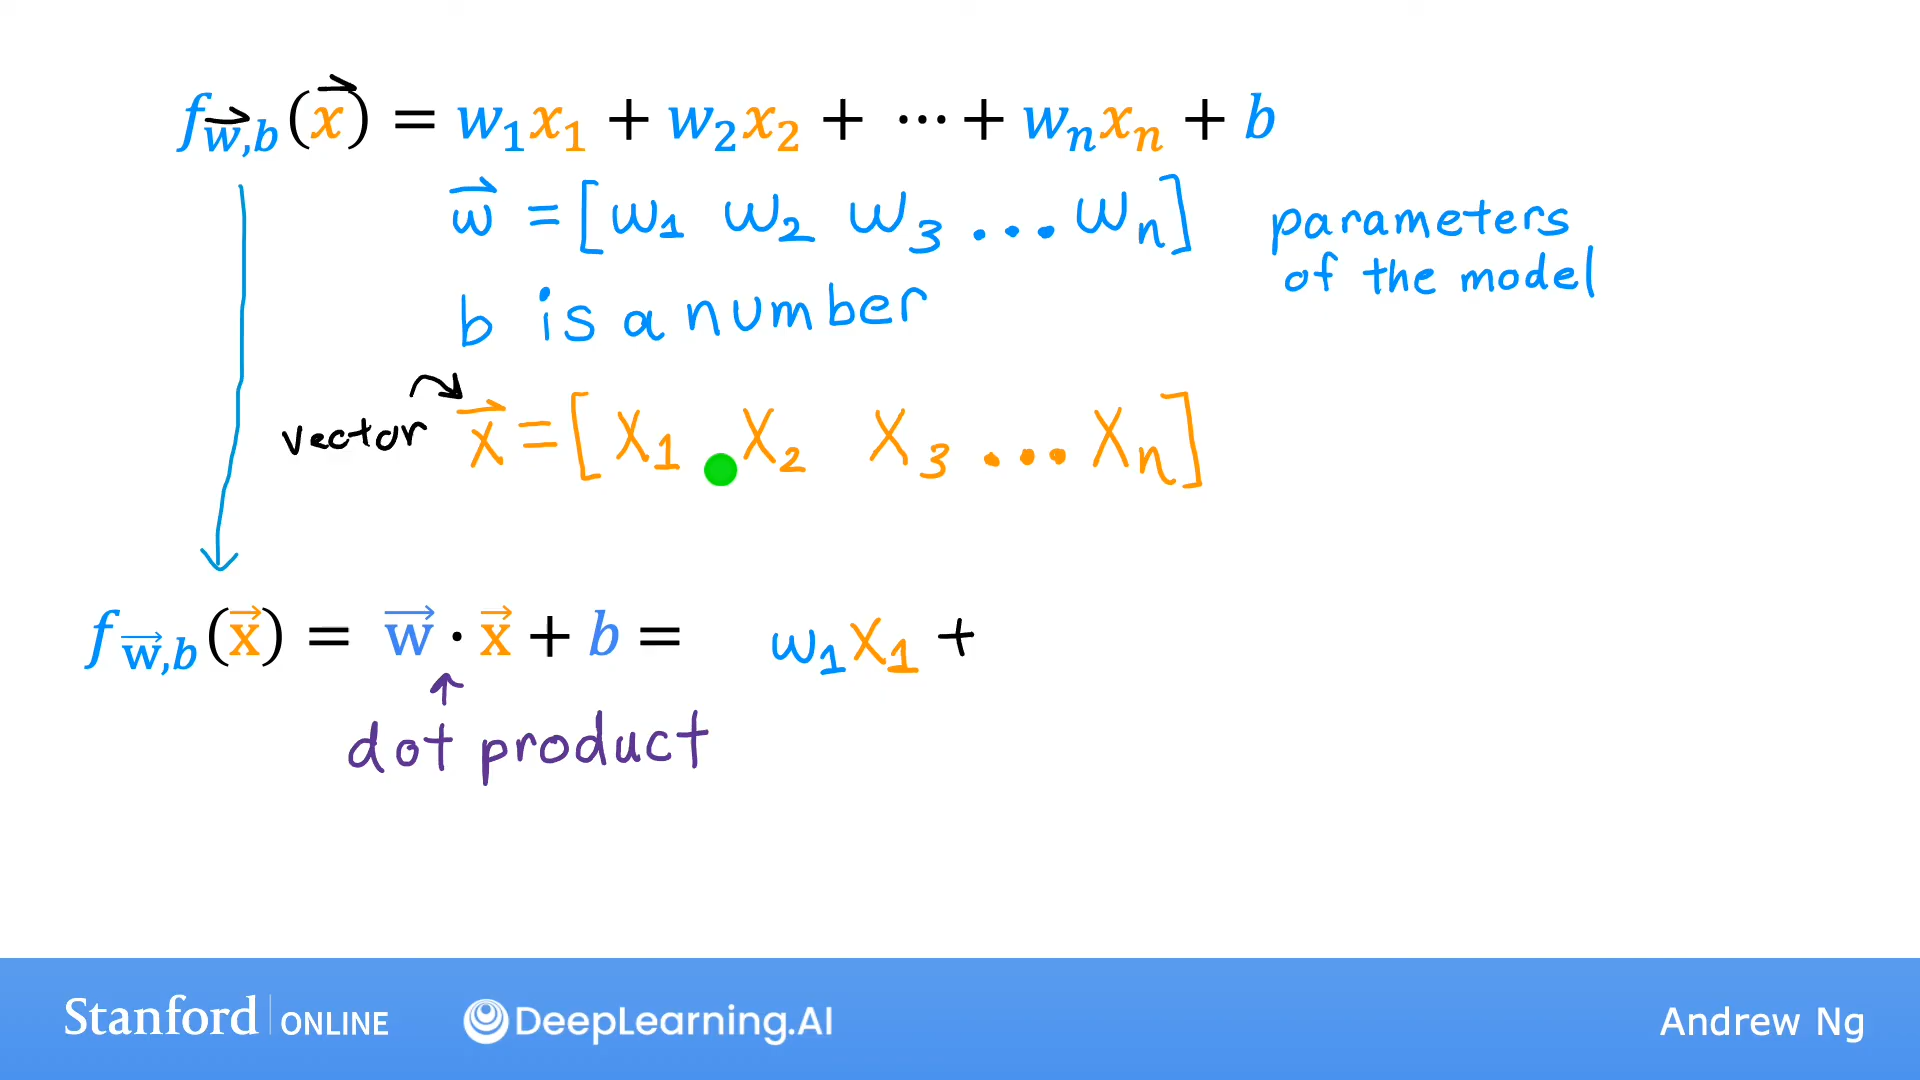 f w⃗,b (x⃗) = w₁x₁ + w₂x₂ + ⋯ + wₙxₙ + b
w⃗ = [w₁ w₂ w₃ ... wₙ] parameters
of the model
b is a number
vector x⃗ = [x₁ x₂ x₃ ... xₙ]
f w⃗,b (x⃗) = w⃗ · x⃗ + b = w₁x₁ +
dot product
Stanford | ONLINE DeepLearning.AI Andrew Ng